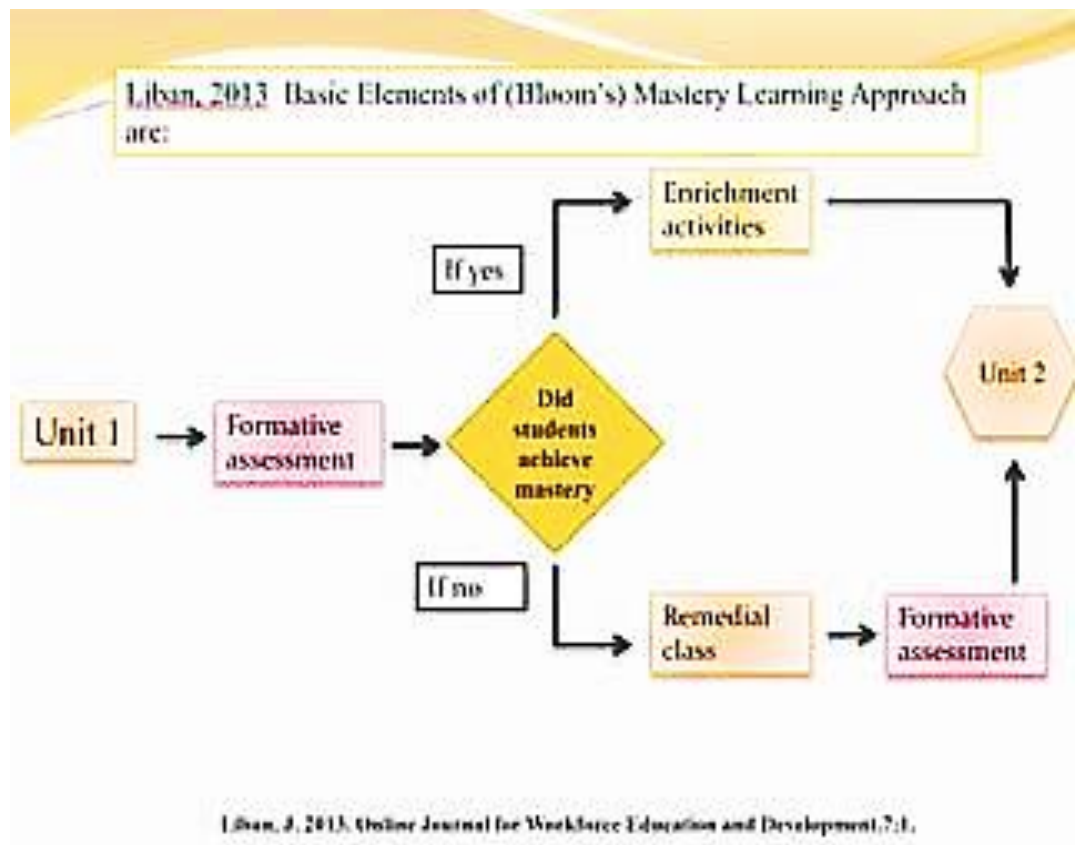 Liban, 2013 Basic Elements of (Bloom's) Mastery Learning Approach
are:
Enrichment
activities
If yes
Unit 2
Did
students
achieve
mastery
Unit 1
Formative
assessment
If no
Remedial
class
Formative
assessment
2013. Online Journal for Workforce Education and Development,7:1.